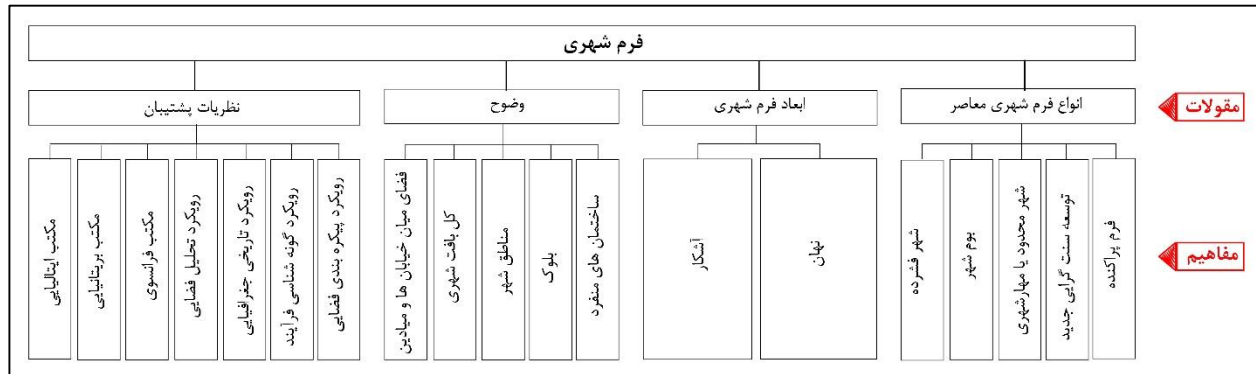 فرم شهری
مقولات
انواع فرم شهری معاصر
ابعاد فرم شهری
وضوح
نظریات پشتیبان
مفاهیم
فرم پراکنده
توسعه سنت گرایی جدید
شهر محدود یا مهارشهری
بوم شهر
شهر فشرده
نهان
آشکار
ساختمان های منفرد
بلوک
مناطق شهر
کل بافت شهری
فضای میان خیابان ها و میادین
رویکرد پیکره بندی فضایی
رویکرد گونه شناسی فرآیند
رویکرد تاریخی جغرافیایی
رویکرد تحلیل فضایی
مکتب فرانسوی
مکتب بریتانیایی
مکتب ایتالیایی